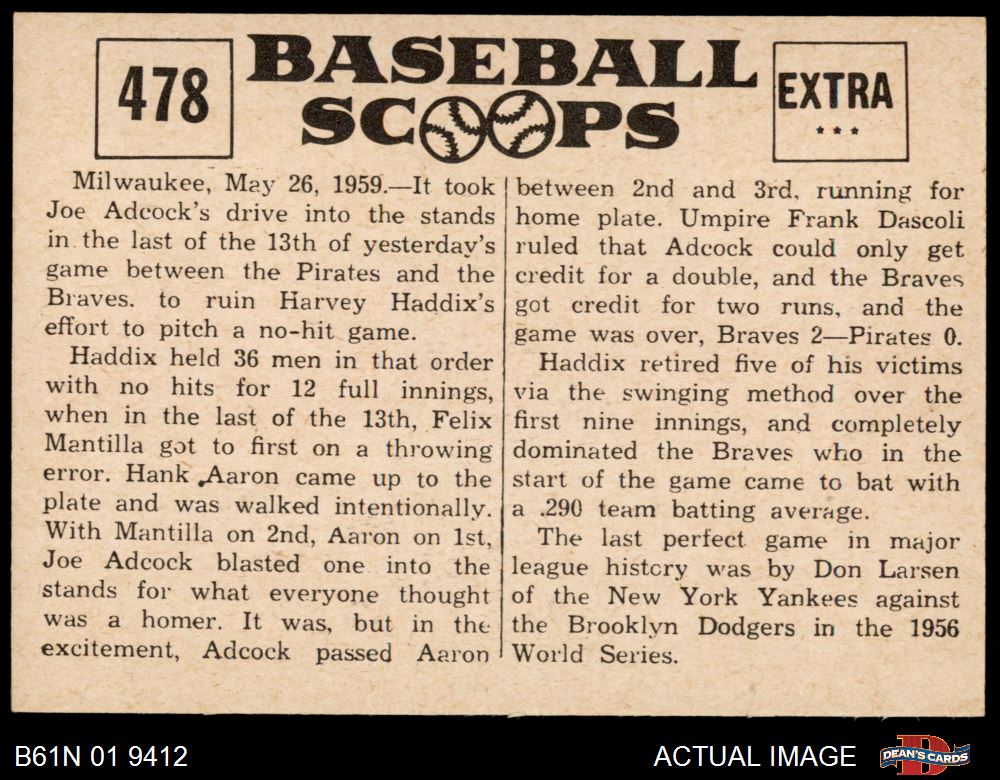 478
BASEBALL
SCOOPS
EXTRA
***
Milwaukee, May 26, 1959.—It took
Joe Adcock's drive into the stands
in the last of the 13th of yesterday's
game between the Pirates and the
Braves. to ruin Harvey Haddix's
effort to pitch a no-hit game.
Haddix held 36 men in that order
with no hits for 12 full innings,
when in the last of the 13th, Felix
Mantilla got to first on a throwing
error. Hank Aaron came up to the
plate and was walked intentionally.
With Mantilla on 2nd, Aaron on 1st,
Joe Adcock blasted one into the
stands for what everyone thought
was a homer. It was, but in the
excitement, Adcock passed Aaron
between 2nd and 3rd, running for
home plate. Umpire Frank Dascoli
ruled that Adcock could only get
credit for a double, and the Braves
got credit for two runs, and the
game was over, Braves 2—Pirates 0.
Haddix retired five of his victims
via the swinging method over the
first nine innings, and completely
dominated the Braves who in the
start of the game came to bat with
a .290 team batting average.
The last perfect game in major
league history was by Don Larsen
of the New York Yankees against
the Brooklyn Dodgers in the 1956
World Series.
B61N 01 9412
ACTUAL IMAGE
DEAN'S CARDS